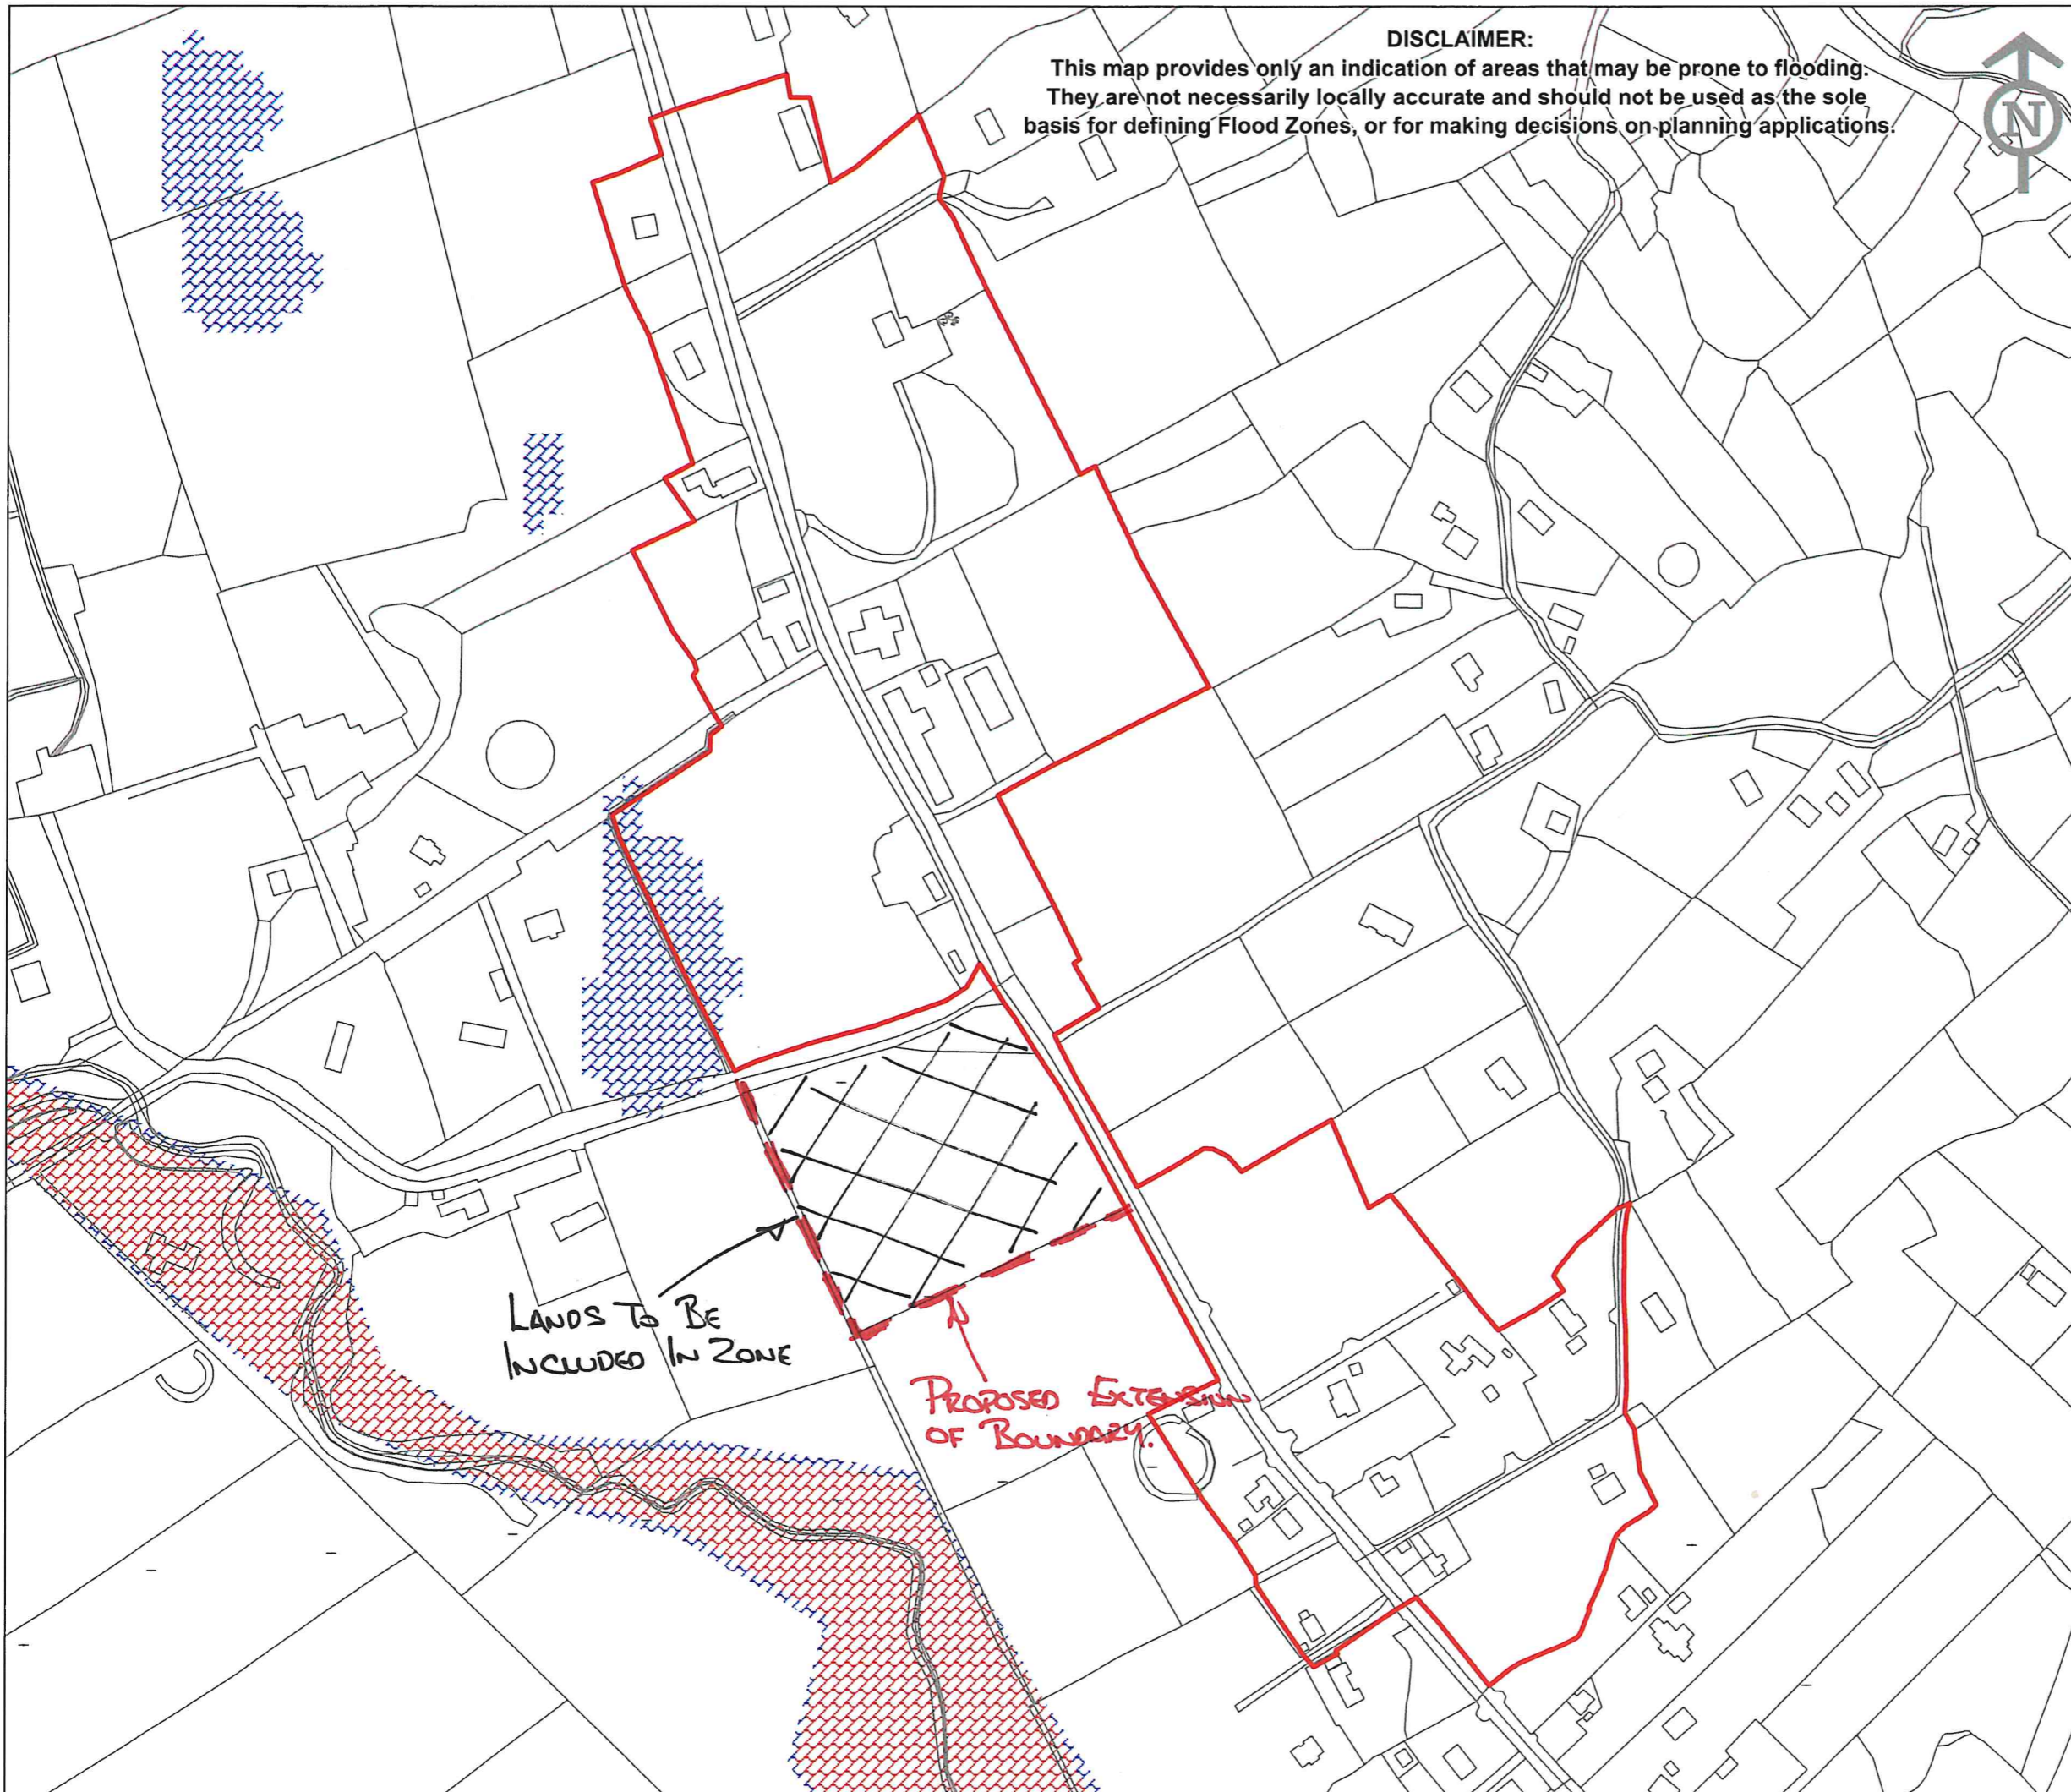 DISCLAIMER:
This map provides only an indication of areas that may be prone to flooding.
They are not necessarily locally accurate and should not be used as the sole
basis for defining Flood Zones, or for making decisions on planning applications.
N
LANDS TO BE
INCLUDED IN ZONE
PROPOSED EXTENSION
OF BOUNDARY.